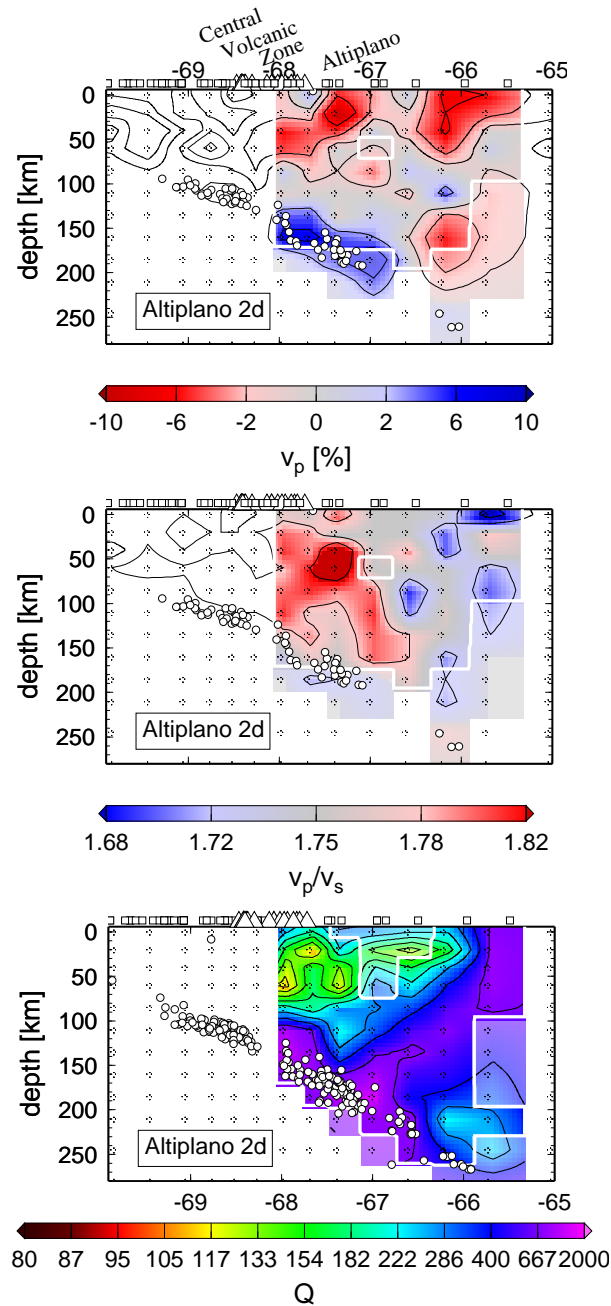 Central
Volcanic
Zone
Altiplano
-69 -68 -67 -66 -65
0
50
100
150
200
250
depth [km]
Altiplano 2d
-10 -6 -2 0 2 6 10
vp [%]
0
50
100
150
200
250
depth [km]
Altiplano 2d
1.68 1.72 1.75 1.78 1.82
vp/vs
0
50
100
150
200
250
depth [km]
Altiplano 2d
-69 -68 -67 -66 -65
80 87 95 105 117 133 154 182 222 286 400 667 2000
Q